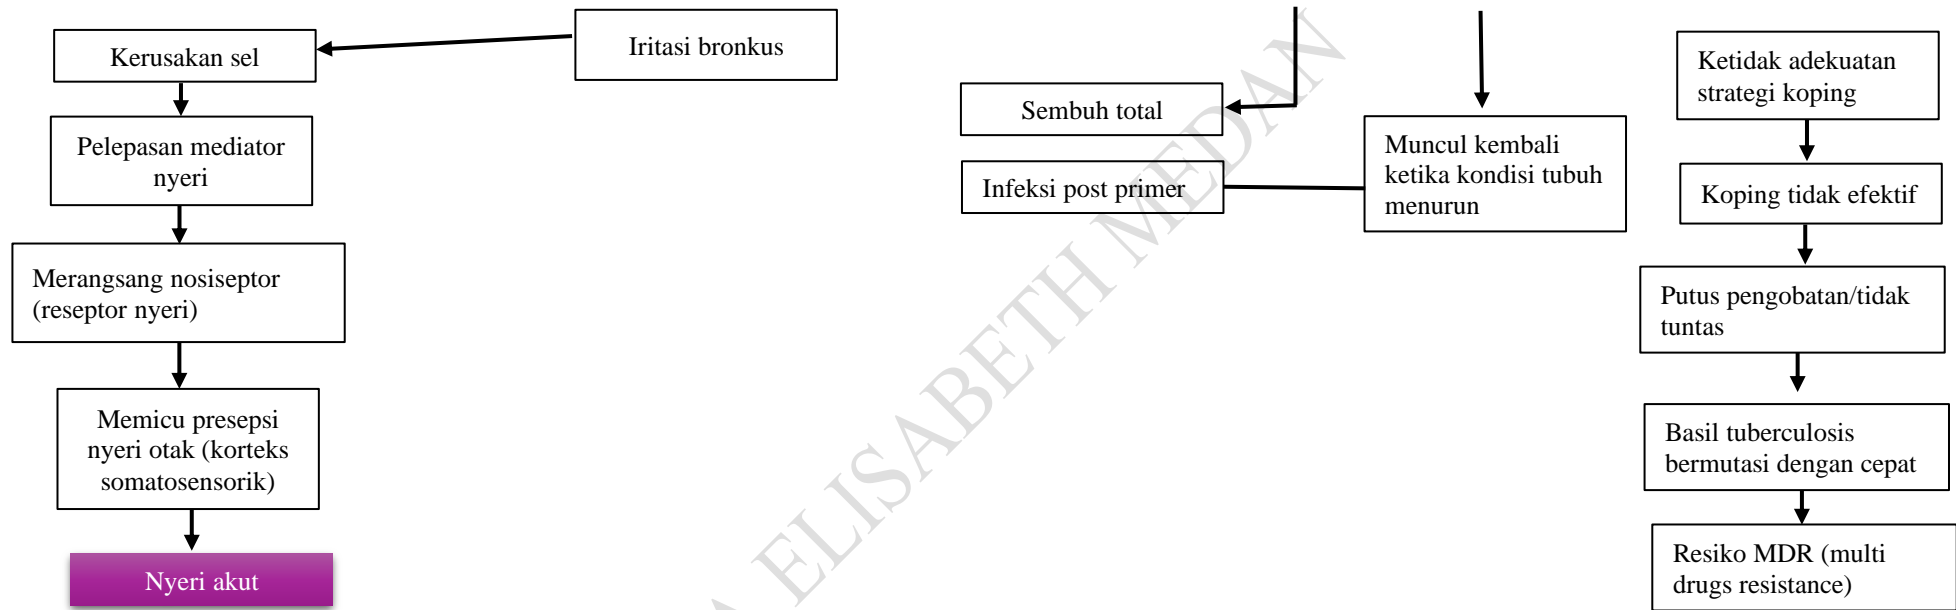 Kerusakan sel
Iritasi bronkus
Pelepasan mediator
nyeri
Merangsang nosiseptor
(reseptor nyeri)
Memicu presepsi
nyeri otak (korteks
somatosensorik)
Nyeri akut
Sembuh total
Infeksi post primer
Muncul kembali
ketika kondisi tubuh
menurun
Ketidak adekuatan
strategi koping
Koping tidak efektif
Putus pengobatan/tidak
tuntas
Basil tuberculosis
bermutasi dengan cepat
Resiko MDR (multi
drugs resistance)
A ELISABETH MEDAN